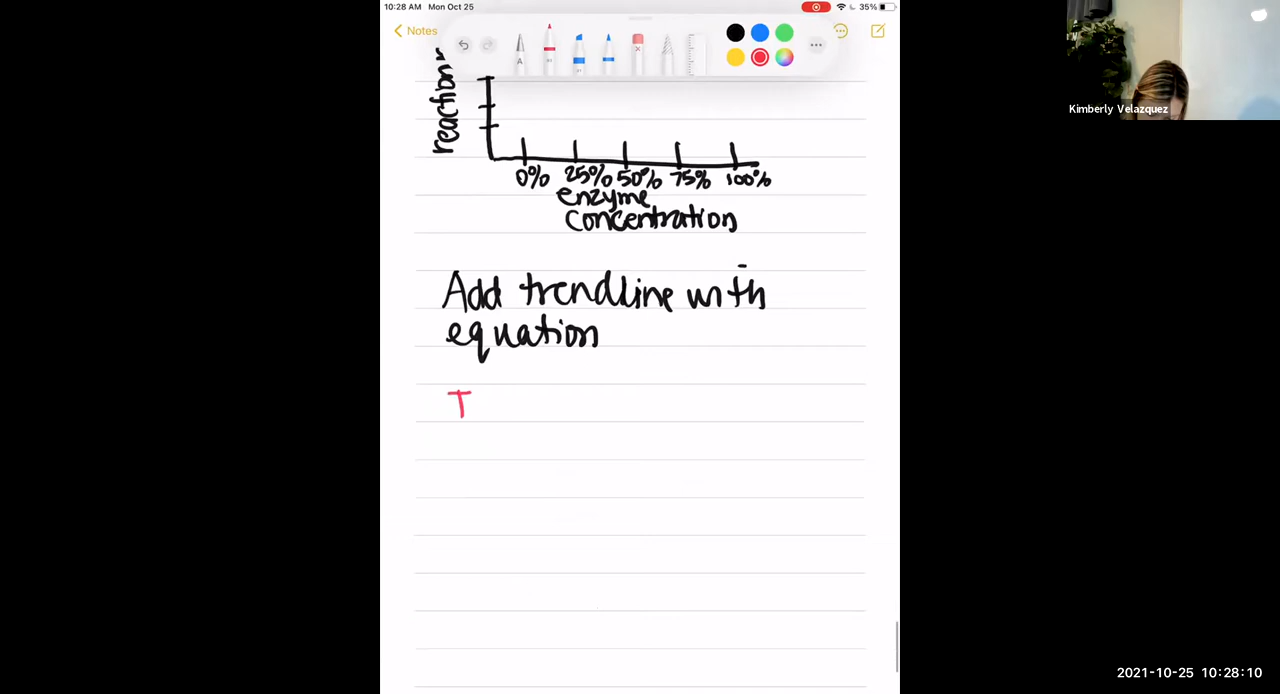 10:28 AM Mon Oct 25
35%
Notes
A
reaction
0% 25% 50% 75% 100%
enzyme
concentration
Add trendline with
equation
T
Kimberly Velazquez
2021-10-25 10:28:10